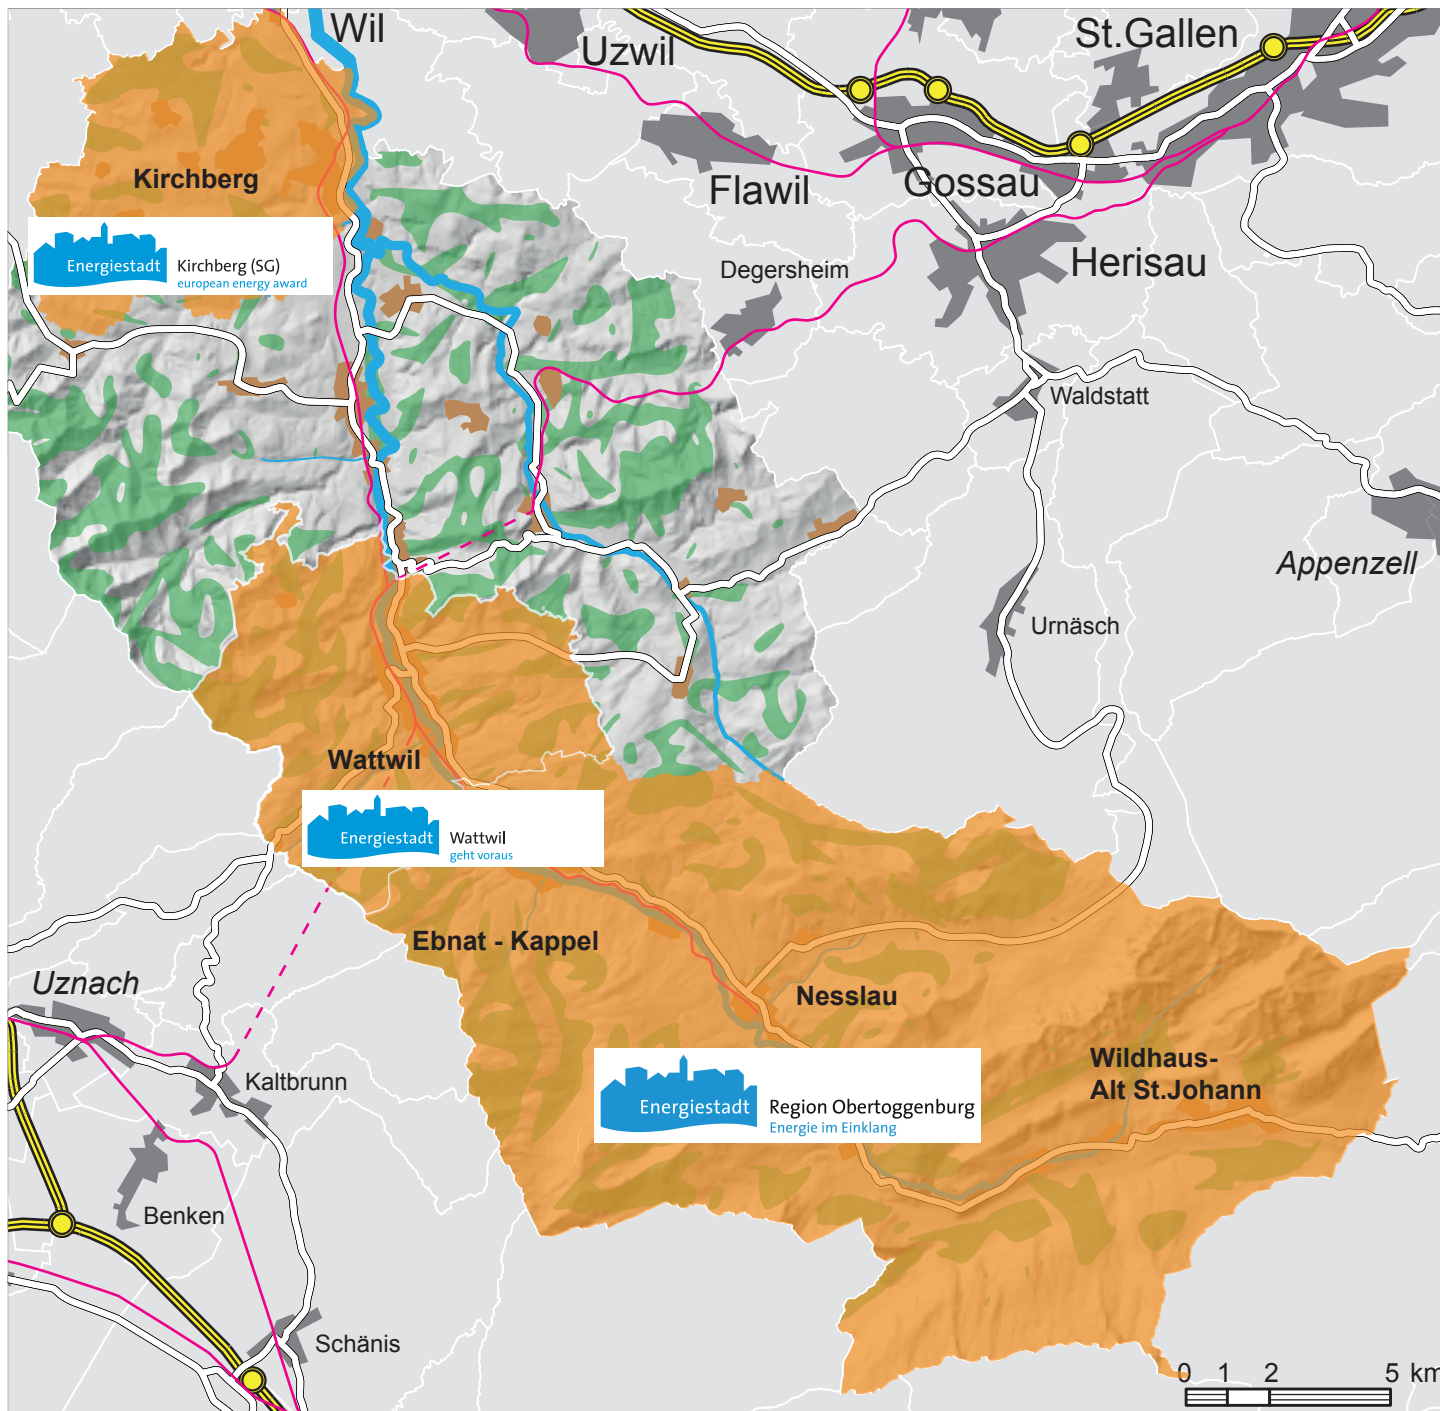 Wil
Uzwil
St.Gallen
Kirchberg
Flawil
Gossau
Energiestadt
Kirchberg (SG)
european energy award
Degersheim
Herisau
Waldstatt
Appenzell
Urnäsch
Wattwil
Energiestadt
Wattwil
geht voraus
Ebnat - Kappel
Uznach
Nesslau
Wildhaus-
Alt St.Johann
Kaltbrunn
Energiestadt
Region Obertoggenburg
Energie im Einklang
Benken
Schänis
0 1 2 5 km